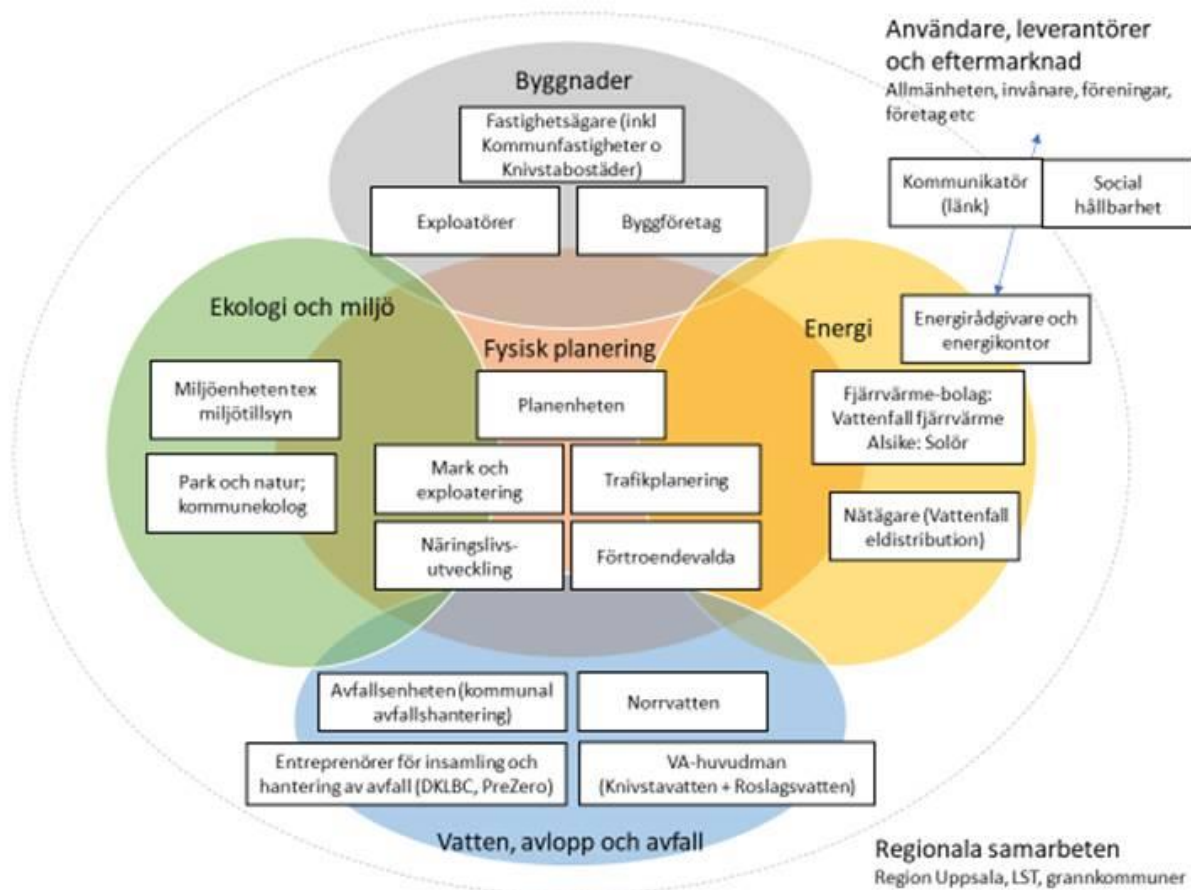 Användare, leverantörer
och eftermarknad
Allmänheten, invånare, föreningar,
företag etc
Byggnader
Fastighetsägare (inkl
Kommunfastigheter o
Knivstabostäder)
Exploatörer
Byggföretag
Kommunikatör
(länk)
Social
hållbarhet
Ekologi och miljö
Energi
Energirådgivare och
energikontor
Fysisk planering
Miljöenheten tex
miljötillsyn
Planenheten
Fjärrvärme-bolag:
Vattenfall fjärrvärme
Alsike: Solör
Park och natur;
kommunekolog
Mark och
exploatering
Trafikplanering
Nätägare (Vattenfall
eldistribution)
Näringslivs-
utveckling
Förtroendevalda
Avfallsenheten (kommunal
avfallshantering)
Norrvatten
Entreprenörer för insamling och
hantering av avfall (DKLBC, PreZero)
VA-huvudman
(Knivstavatten + Roslagsvatten)
Vatten, avlopp och avfall
Regionala samarbeten
Region Uppsala, LST, grannkommuner